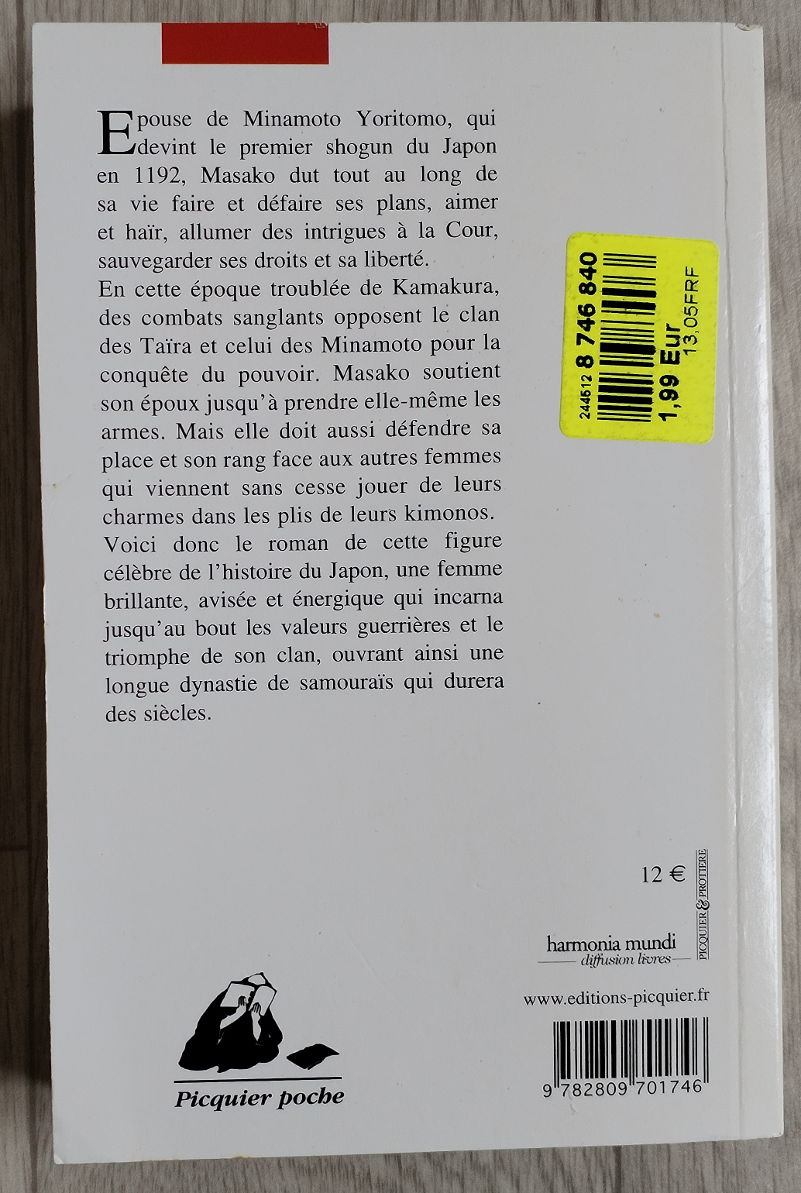 Epouse de Minamoto Yoritomo, qui
devint le premier shogun du Japon
en 1192, Masako dut tout au long de
sa vie faire et défaire ses plans, aimer
et haïr, allumer des intrigues à la Cour,
sauvegarder ses droits et sa liberté.
En cette époque troublée de Kamakura,
des combats sanglants opposent le clan
des Taïra et celui des Minamoto pour la
conquête du pouvoir. Masako soutient
son époux jusqu'à prendre elle-même les
armes. Mais elle doit aussi défendre sa
place et son rang face aux autres femmes
qui viennent sans cesse jouer de leurs
charmes dans les plis de leurs kimonos.
Voici donc le roman de cette figure
célèbre de l'histoire du Japon, une femme
brillante, avisée et énergique qui incarna
jusqu'au bout les valeurs guerrières et le
triomphe de son clan, ouvrant ainsi une
longue dynastie de samouraïs qui durera
des siècles.
244512 8 746 840
1,99 Eur
13,05FRF
12 €
PICQUIER & PROTIERE
harmonia mundi
diffusion livres
www.editions-picquier.fr
9 782809 701746
Picquier poche